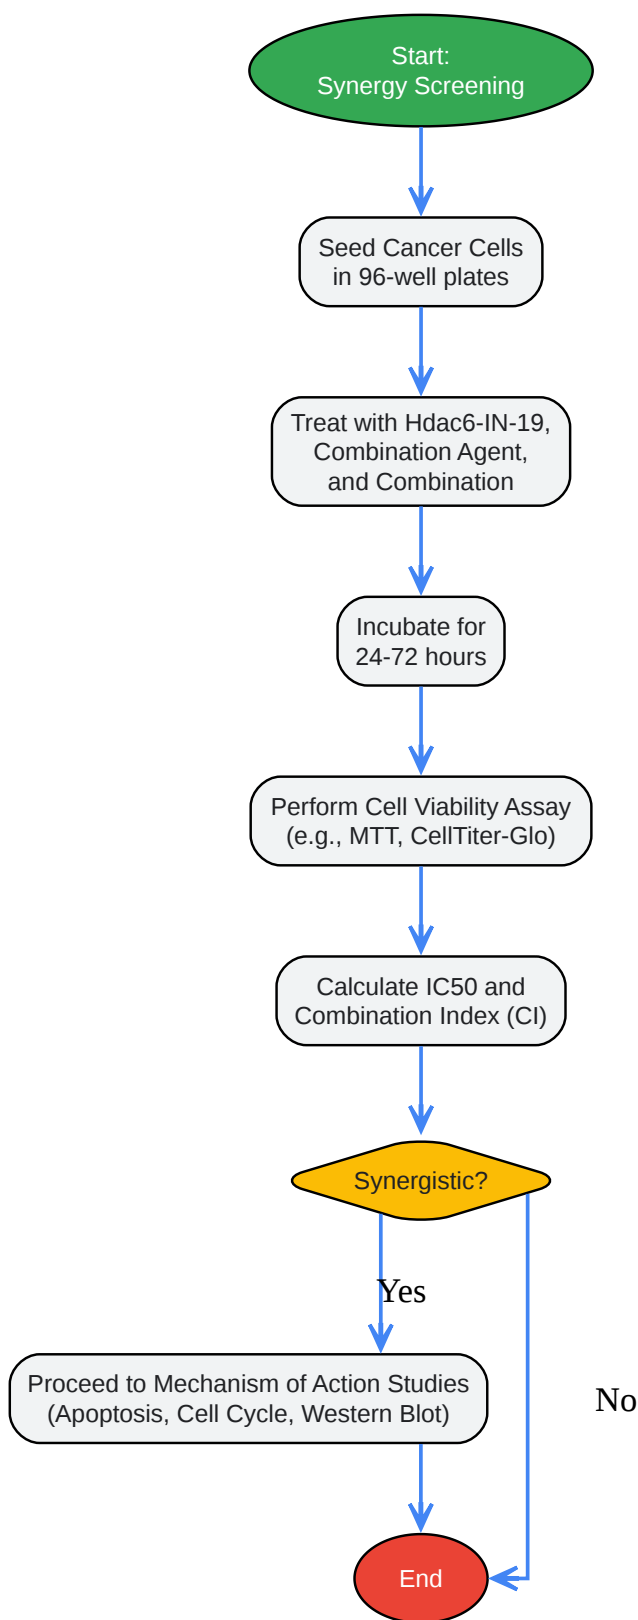 Start:
Synergy Screening
Seed Cancer Cells
in 96-well plates
Treat with Hdac6-IN-19,
Combination Agent,
and Combination
Incubate for
24-72 hours
Perform Cell Viability Assay
(e.g., MTT, CellTiter-Glo)
Calculate IC50 and
Combination Index (CI)
Synergistic?
Yes
Proceed to Mechanism of Action Studies
(Apoptosis, Cell Cycle, Western Blot)
No
End